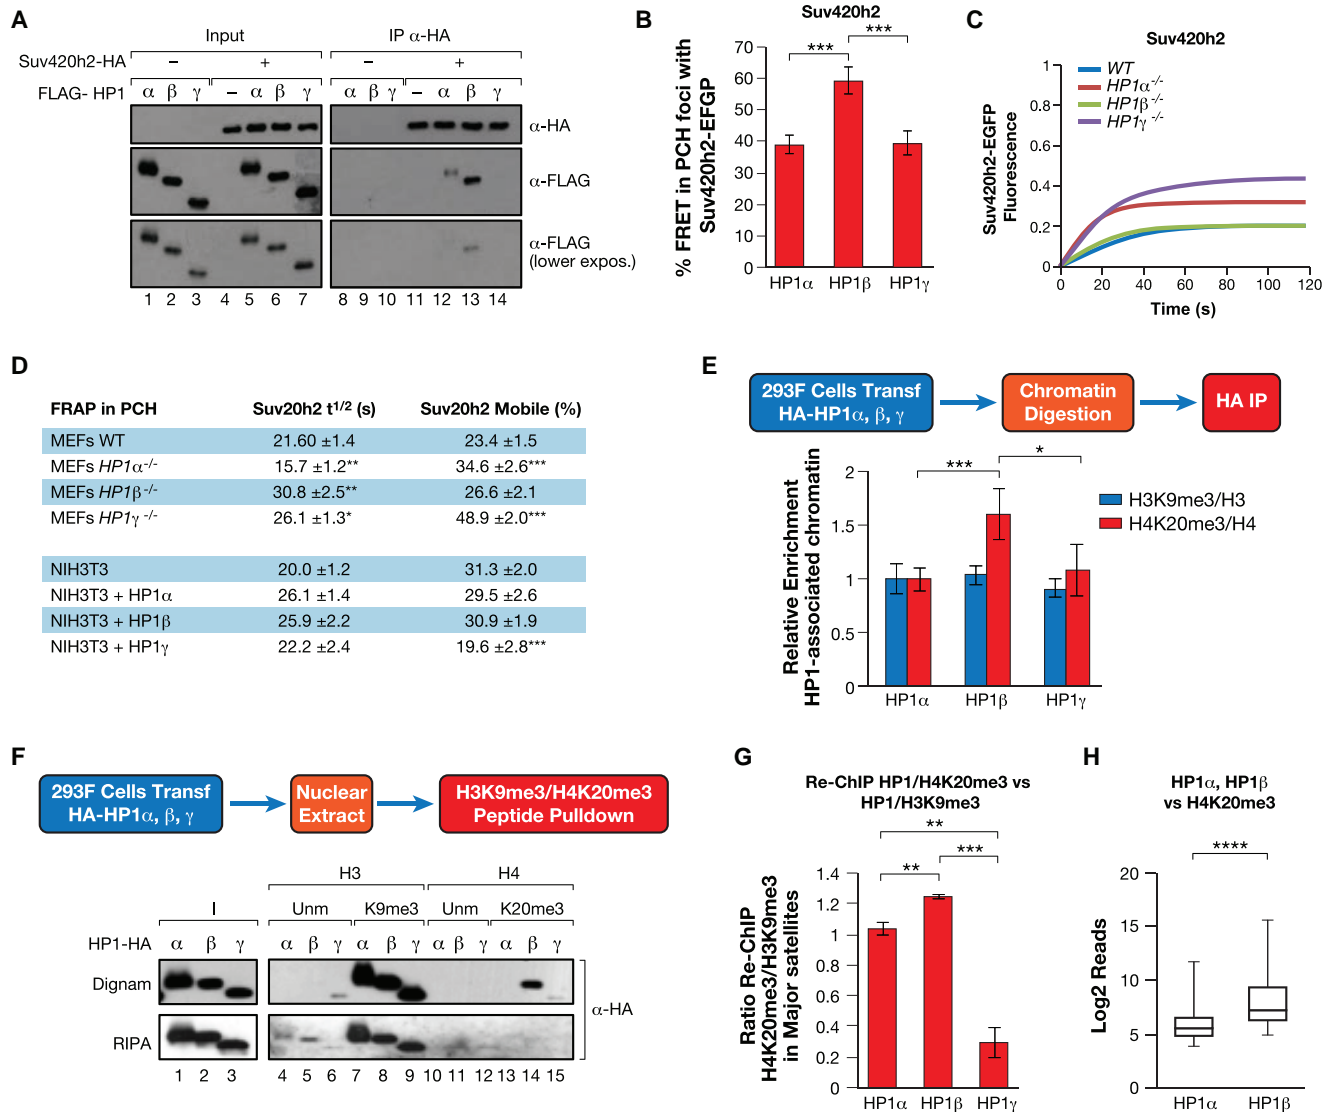 A
Input
IP α-HA
Suv420h2-HA
–
+
–
+
FLAG- HP1
α β γ – α β γ
α β γ – α β γ
α-HA
α-FLAG
α-FLAG
(lower expos.)
1 2 3 4 5 6 7 8 9 10 11 12 13 14
B
Suv420h2
***
***
% FRET in PCH foci with
Suv420h2-EFGP
70
60
50
40
30
20
10
0
HP1α HP1β HP1γ
C
Suv420h2
WT
HP1α -/-
HP1β -/-
HP1γ -/-
Suv420h2-EGFP
Fluorescence
1
0.8
0.6
0.4
0.2
0
0 20 40 60 80 100 120
Time (s)
D
FRAP in PCH Suv20h2 t1/2 (s) Suv20h2 Mobile (%)
MEFs WT 21.60 ±1.4 23.4 ±1.5
MEFs HP1α-/- 15.7 ±1.2** 34.6 ±2.6***
MEFs HP1β-/- 30.8 ±2.5** 26.6 ±2.1
MEFs HP1γ -/- 26.1 ±1.3* 48.9 ±2.0***
NIH3T3 20.0 ±1.2 31.3 ±2.0
NIH3T3 + HP1α 26.1 ±1.4 29.5 ±2.6
NIH3T3 + HP1β 25.9 ±2.2 30.9 ±1.9
NIH3T3 + HP1γ 22.2 ±2.4 19.6 ±2.8***
E
293F Cells Transf
HA-HP1α, β, γ
Chromatin
Digestion
HA IP
***
*
Relative Enrichment
HP1-associated chromatin
2
1.5
1
0.5
0
H3K9me3/H3
H4K20me3/H4
HP1α HP1β HP1γ
F
293F Cells Transf
HA-HP1α, β, γ
Nuclear
Extract
H3K9me3/H4K20me3
Peptide Pulldown
H3
H4
I
Unm
K9me3
Unm
K20me3
HP1-HA
α β γ
α β γ α β γ α β γ α β γ
Dignam
RIPA
α-HA
1 2 3 4 5 6 7 8 9 10 11 12 13 14 15
G
Re-ChIP HP1/H4K20me3 vs
HP1/H3K9me3
**
**
***
Ratio Re-ChIP
H4K20me3/H3K9me3
in Major satellites
1.4
1.2
1
0.8
0.6
0.4
0.2
0
HP1α HP1β HP1γ
H
HP1α, HP1β
vs H4K20me3
****
Log2 Reads
20
15
10
5
0
HP1α HP1β